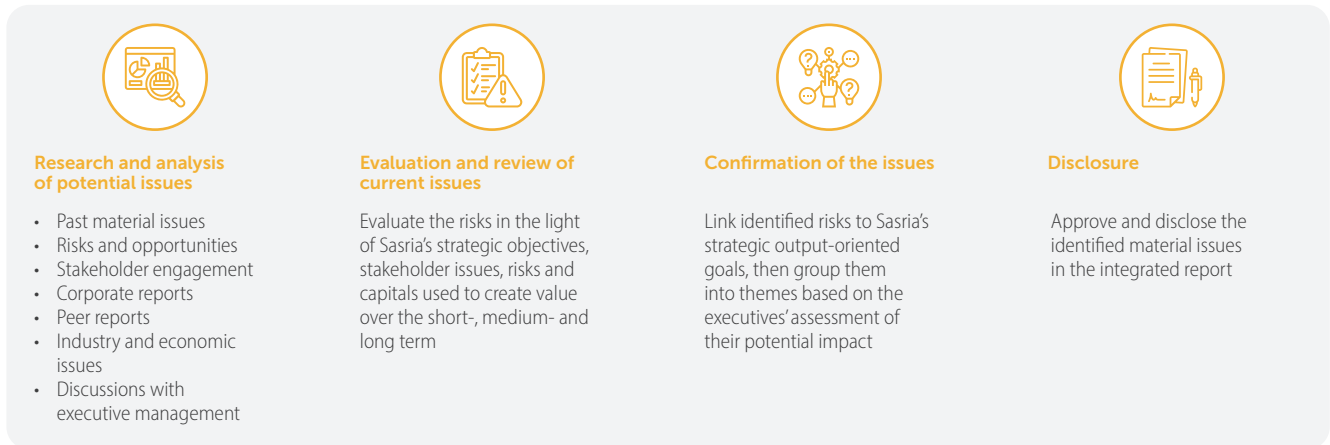 Research and analysis
of potential issues
• Past material issues
• Risks and opportunities
• Stakeholder engagement
• Corporate reports
• Peer reports
• Industry and economic
issues
• Discussions with
executive management
Evaluation and review of
current issues
Evaluate the risks in the light
of Sasria’s strategic objectives,
stakeholder issues, risks and
capitals used to create value
over the short-, medium- and
long term
Confirmation of the issues
Link identified risks to Sasria’s
strategic output-oriented
goals, then group them
into themes based on the
executives’ assessment of
their potential impact
Disclosure
Approve and disclose the
identified material issues
in the integrated report